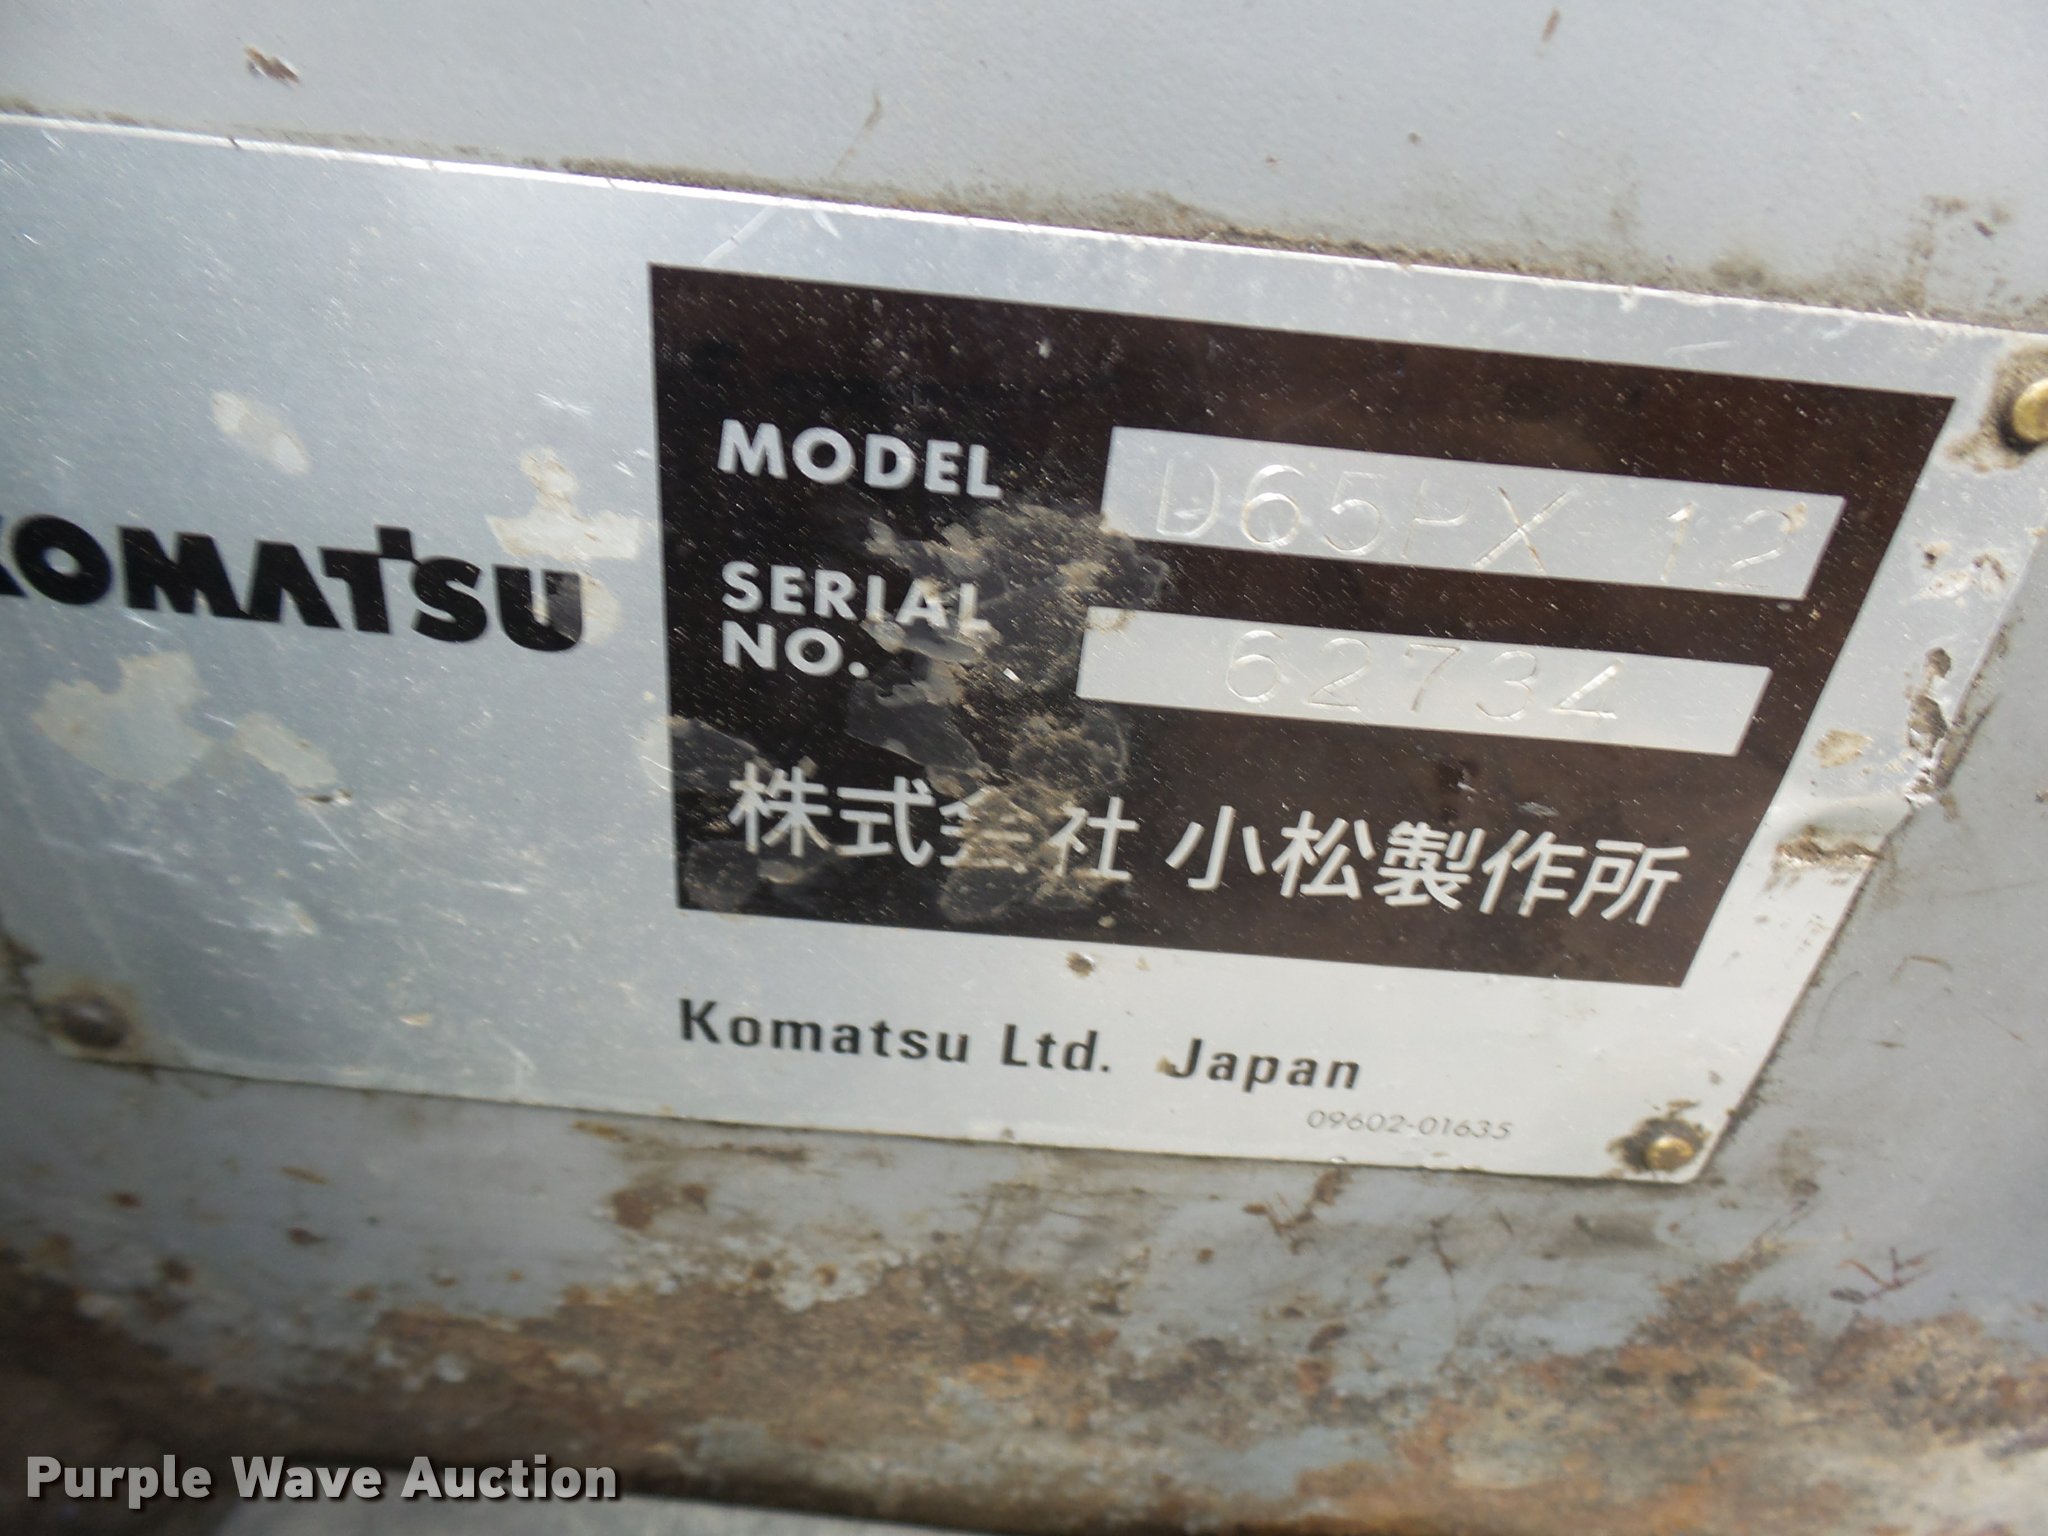 KOMATSU
MODEL D65PX-12
SERIAL NO. 62734
株式会社 小松製作所
Komatsu Ltd. Japan
09602-01635
Purple Wave Auction